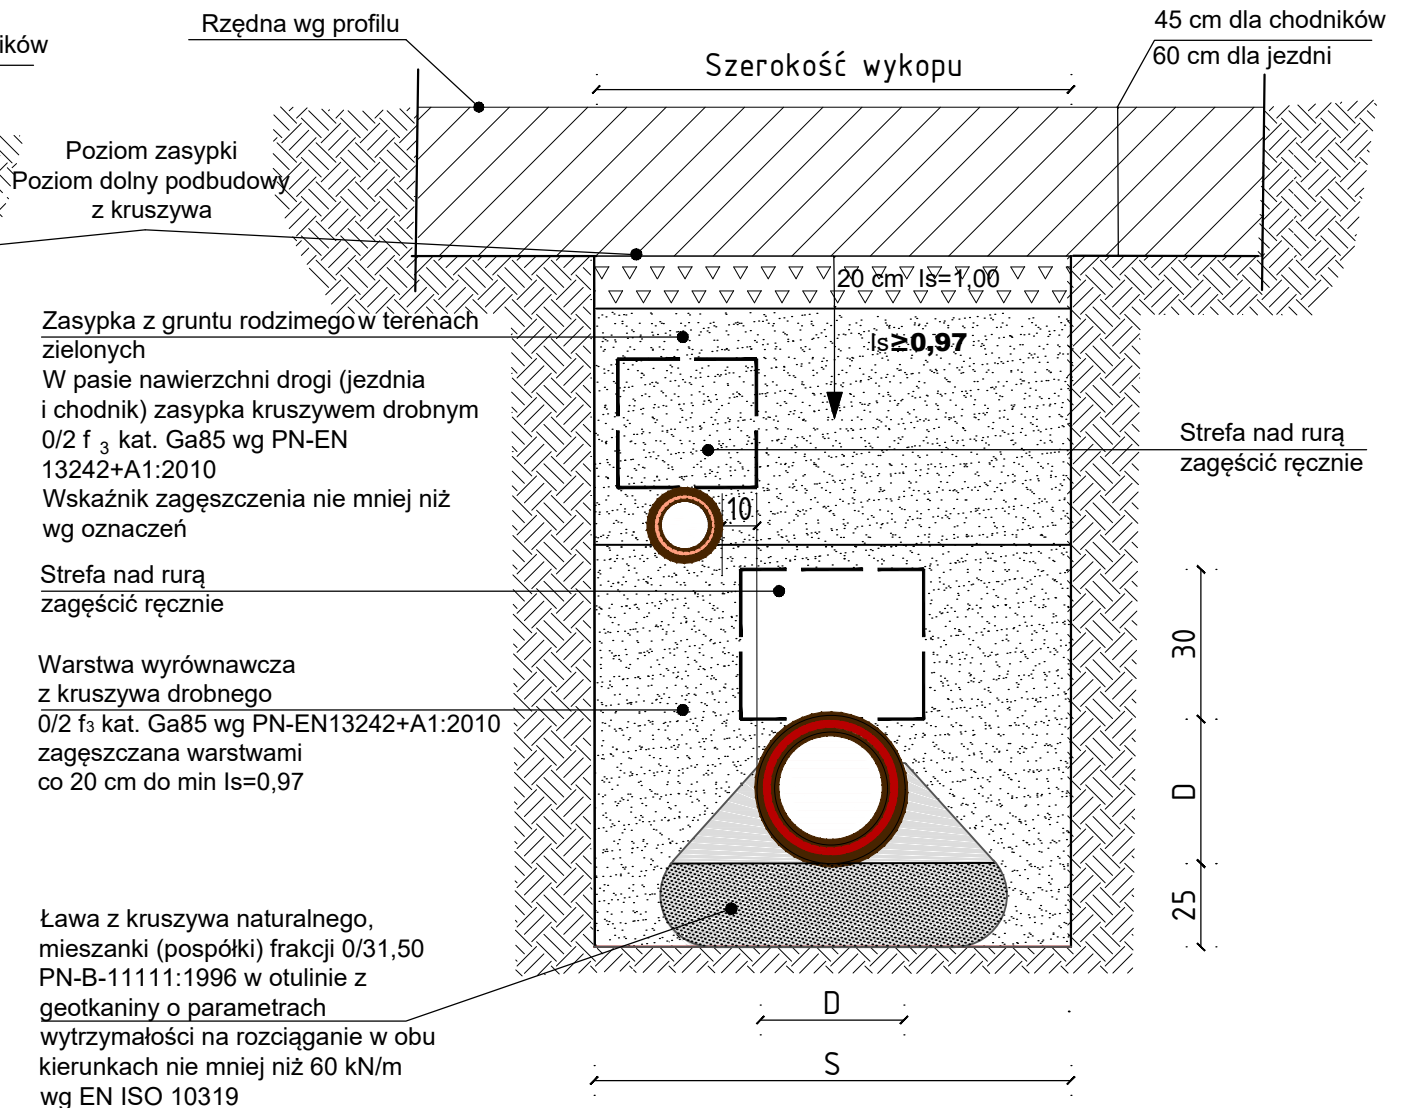 Rzędna wg profilu
45 cm dla chodników
60 cm dla jezdni
ików
Szerokość wykopu
Poziom zasypki
Poziom dolny podbudowy
z kruszywa
20 cm Is=1,00
Is≥0,97
Zasypka z gruntu rodzimego w terenach
zielonych
W pasie nawierzchni drogi (jezdnia
i chodnik) zasypka kruszywem drobnym
0/2 f 3 kat. Ga85 wg PN-EN
13242+A1:2010
Wskaźnik zagęszczenia nie mniej niż
wg oznaczeń
Strefa nad rurą
zagęścić ręcznie
10
Strefa nad rurą
zagęścić ręcznie
30
Warstwa wyrównawcza
z kruszywa drobnego
0/2 f3 kat. Ga85 wg PN-EN13242+A1:2010
zagęszczana warstwami
co 20 cm do min Is=0,97
D
25
Ława z kruszywa naturalnego,
mieszanki (pospółki) frakcji 0/31,50
PN-B-11111:1996 w otulinie z
geotkaniny o parametrach
wytrzymałości na rozciąganie w obu
kierunkach nie mniej niż 60 kN/m
wg EN ISO 10319
D
S